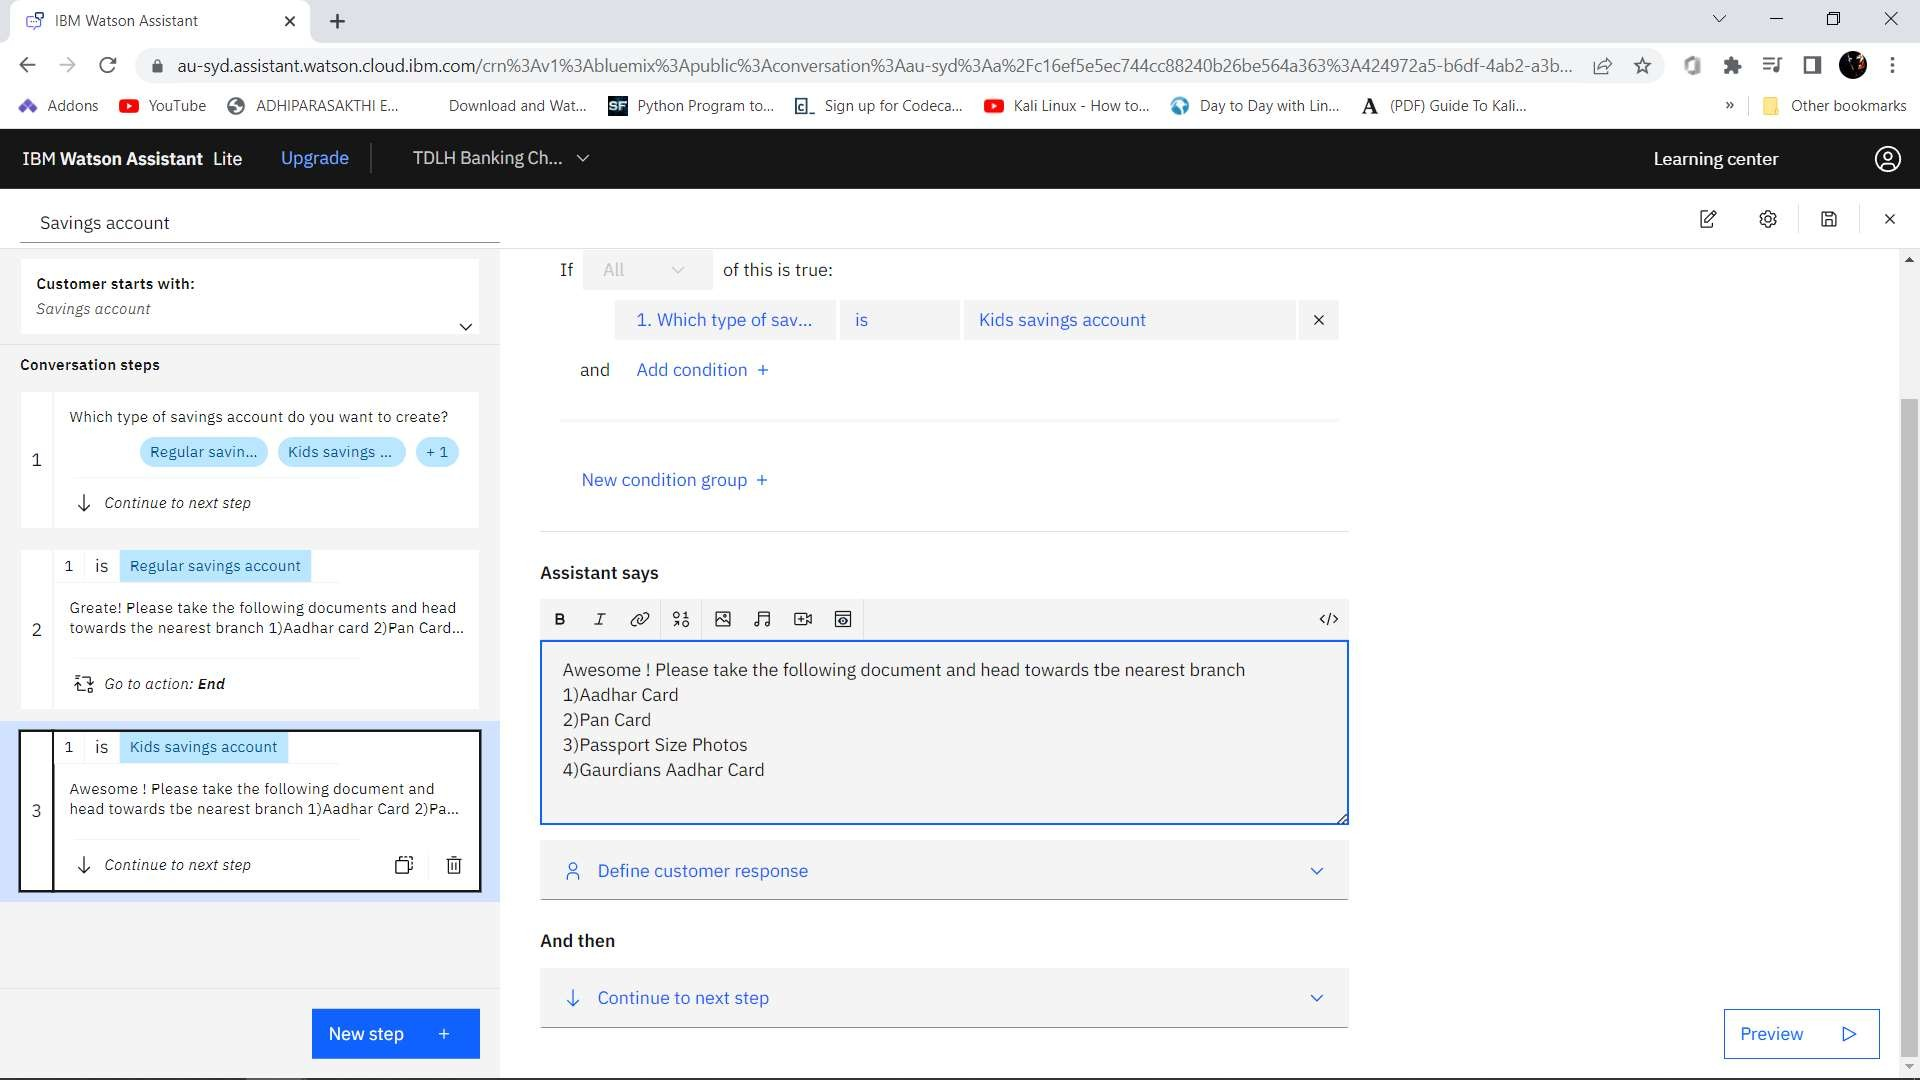 IBM Watson Assistant
au-syd.assistant.watson.cloud.ibm.com/crn%3Av1%3Abluemix%3Apublic%3Aconversation%3Aau-syd%3Aa%2Fc16ef5e5ec744cc88240b26be564a363%3A424972a5-b6df-4ab2-a3b...
Addons YouTube ADHIPARASAKTHI E... Download and Wat... SF Python Program to... Sign up for Codeca... Kali Linux - How to... Day to Day with Lin... A (PDF) Guide To Kali... » Other bookmarks
IBM Watson Assistant Lite Upgrade TDLH Banking Ch... Learning center
Savings account
Customer starts with:
Savings account
Conversation steps
1
Which type of savings account do you want to create?
Regular savin... Kids savings ... + 1
Continue to next step
2
1 is Regular savings account
Greate! Please take the following documents and head
towards the nearest branch 1)Aadhar card 2)Pan Card...
Go to action: End
3
1 is Kids savings account
Awesome ! Please take the following document and
head towards tbe nearest branch 1)Aadhar Card 2)Pa...
Continue to next step
New step +
If All of this is true:
1. Which type of sav... is Kids savings account
and Add condition +
New condition group +
Assistant says
B I </>
Awesome ! Please take the following document and head towards tbe nearest branch
1)Aadhar Card
2)Pan Card
3)Passport Size Photos
4)Gaurdians Aadhar Card
Define customer response
And then
Continue to next step
Preview